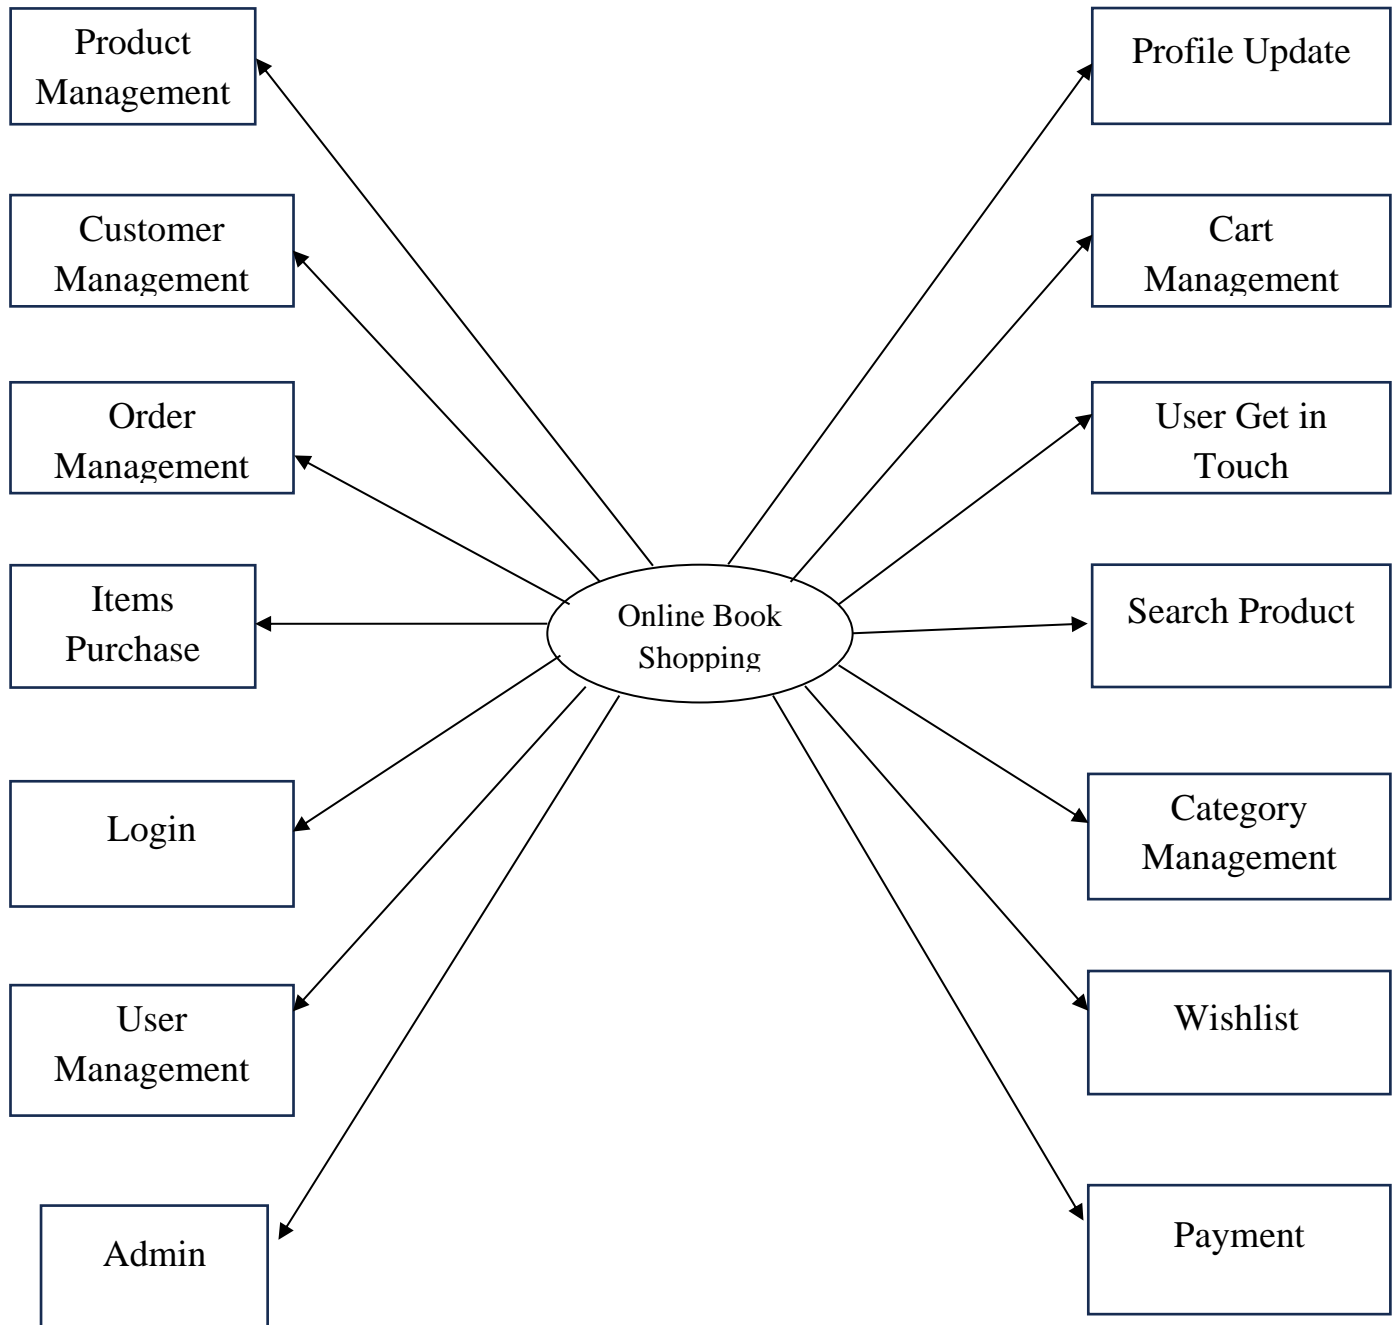 Product
Management
Profile Update
Customer
Management
Cart
Management
Order
Management
User Get in
Touch
Items
Purchase
Online Book
Shopping
Search Product
Login
Category
Management
User
Management
Wishlist
Admin
Payment